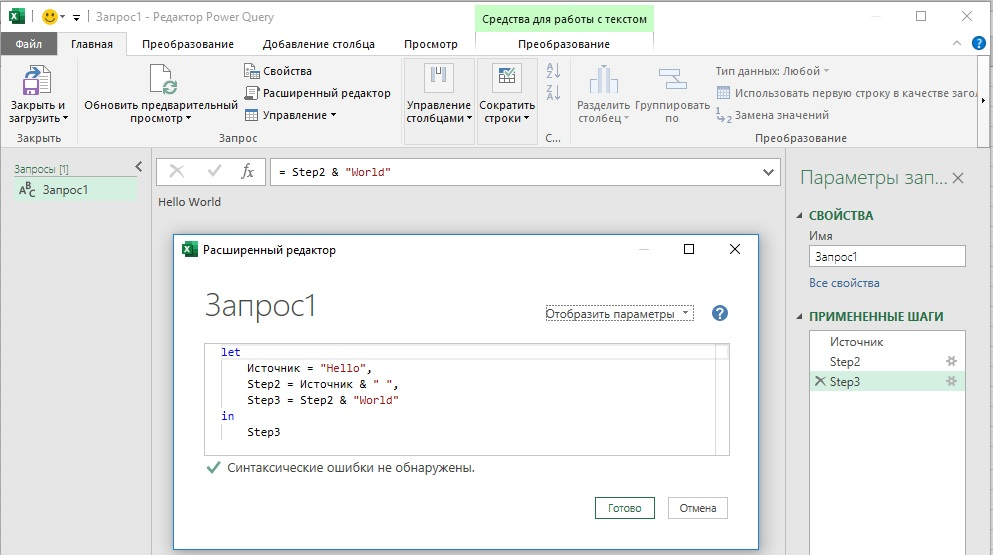 Запрос1 - Редактор Power Query
Средства для работы с текстом
Файл
Главная
Преобразование
Добавление столбца
Просмотр
Преобразование
Закрыть и загрузить
Закрыть
Обновить предварительный просмотр
Свойства
Расширенный редактор
Управление
Запрос
Управление столбцами
Сократить строки
С...
Разделить столбец
Группировать по
Тип данных: Любой
Использовать первую строку в качестве заго.
Замена значений
Преобразование
Запросы [1]
ABC Запрос1
fx
= Step2 & "World"
Hello World
Расширенный редактор
Запрос1
Отобразить параметры
let
Источник = "Hello",
Step2 = Источник & " ",
Step3 = Step2 & "World"
in
Step3
Синтаксические ошибки не обнаружены.
Готово
Отмена
Параметры зап...
СВОЙСТВА
Имя
Запрос1
Все свойства
ПРИМЕНЕННЫЕ ШАГИ
Источник
Step2
Step3